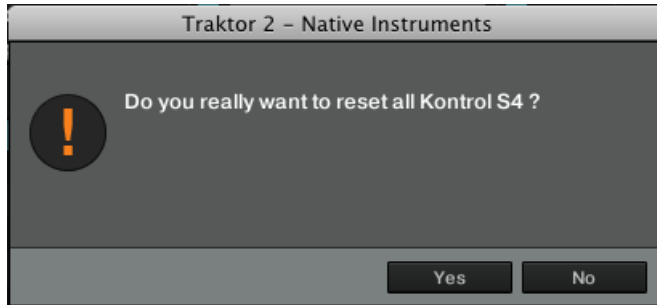 Traktor 2 – Native Instruments
Do you really want to reset all Kontrol S4 ?
Yes
No